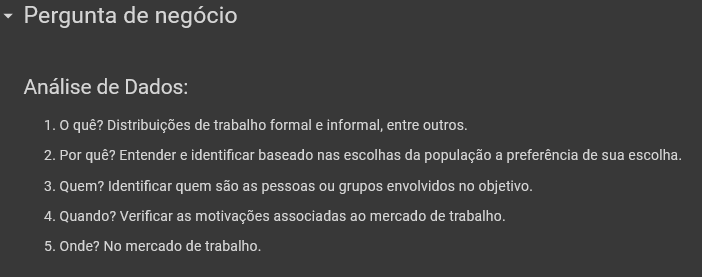 Pergunta de negócio
Análise de Dados:
1. O quê? Distribuições de trabalho formal e informal, entre outros.
2. Por quê? Entender e identificar baseado nas escolhas da população a preferência de sua escolha.
3. Quem? Identificar quem são as pessoas ou grupos envolvidos no objetivo.
4. Quando? Verificar as motivações associadas ao mercado de trabalho.
5. Onde? No mercado de trabalho.